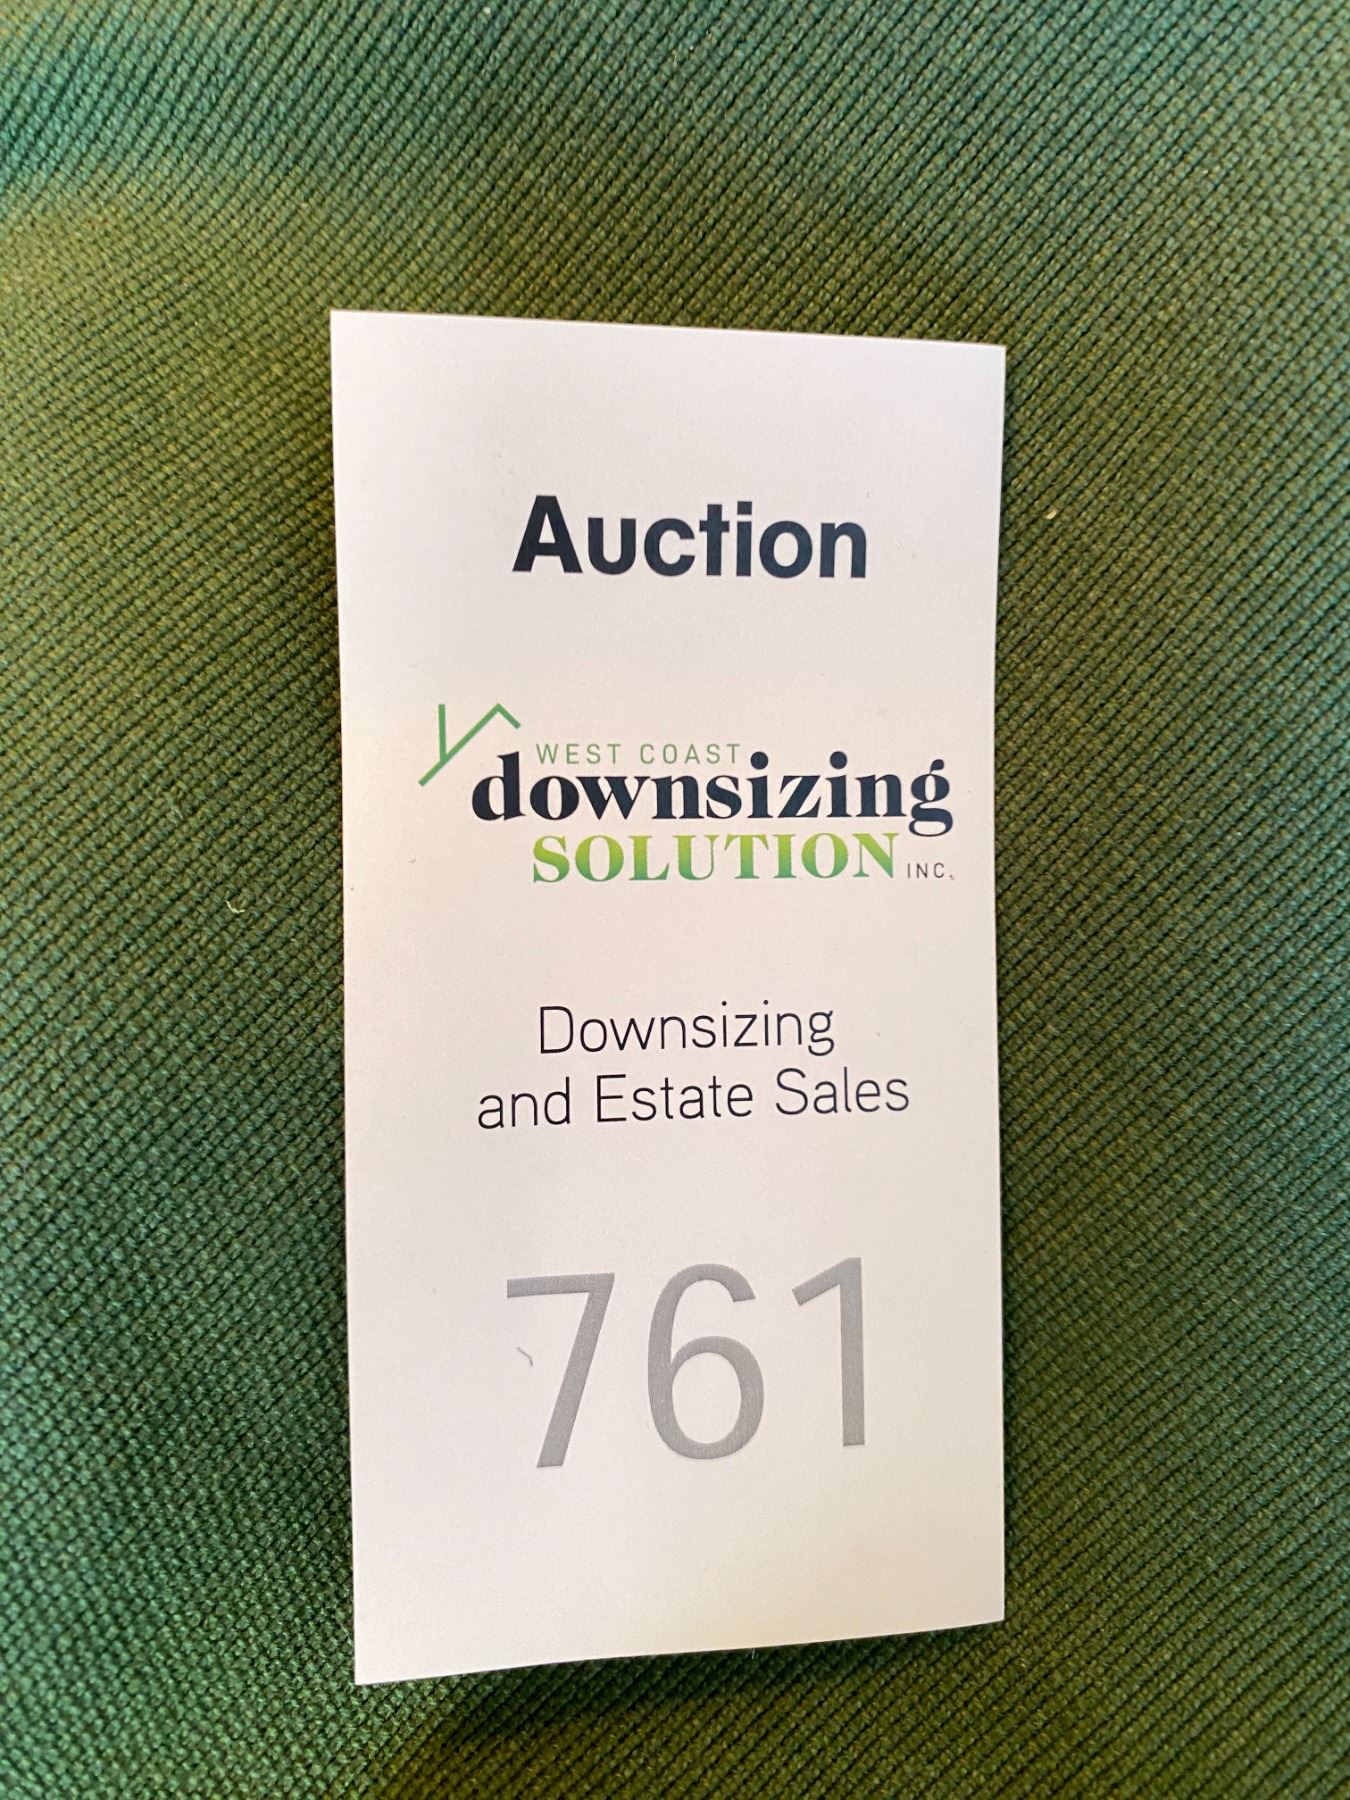 Auction
WEST COAST
downsizing
SOLUTION INC.
Downsizing
and Estate Sales
761